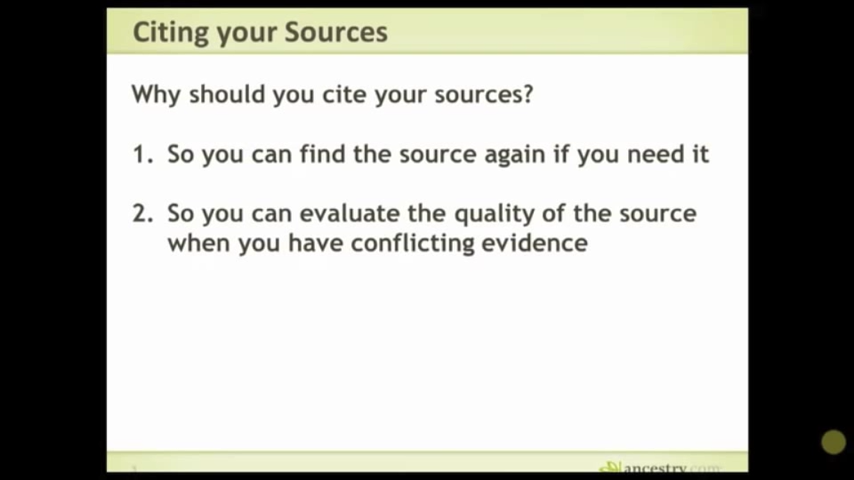 Citing your Sources
Why should you cite your sources?
1. So you can find the source again if you need it
2. So you can evaluate the quality of the source
when you have conflicting evidence
ancestry.com